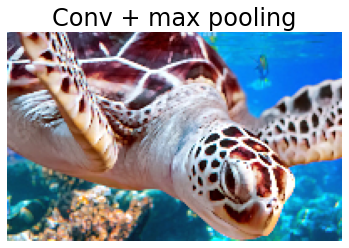 Conv + max pooling